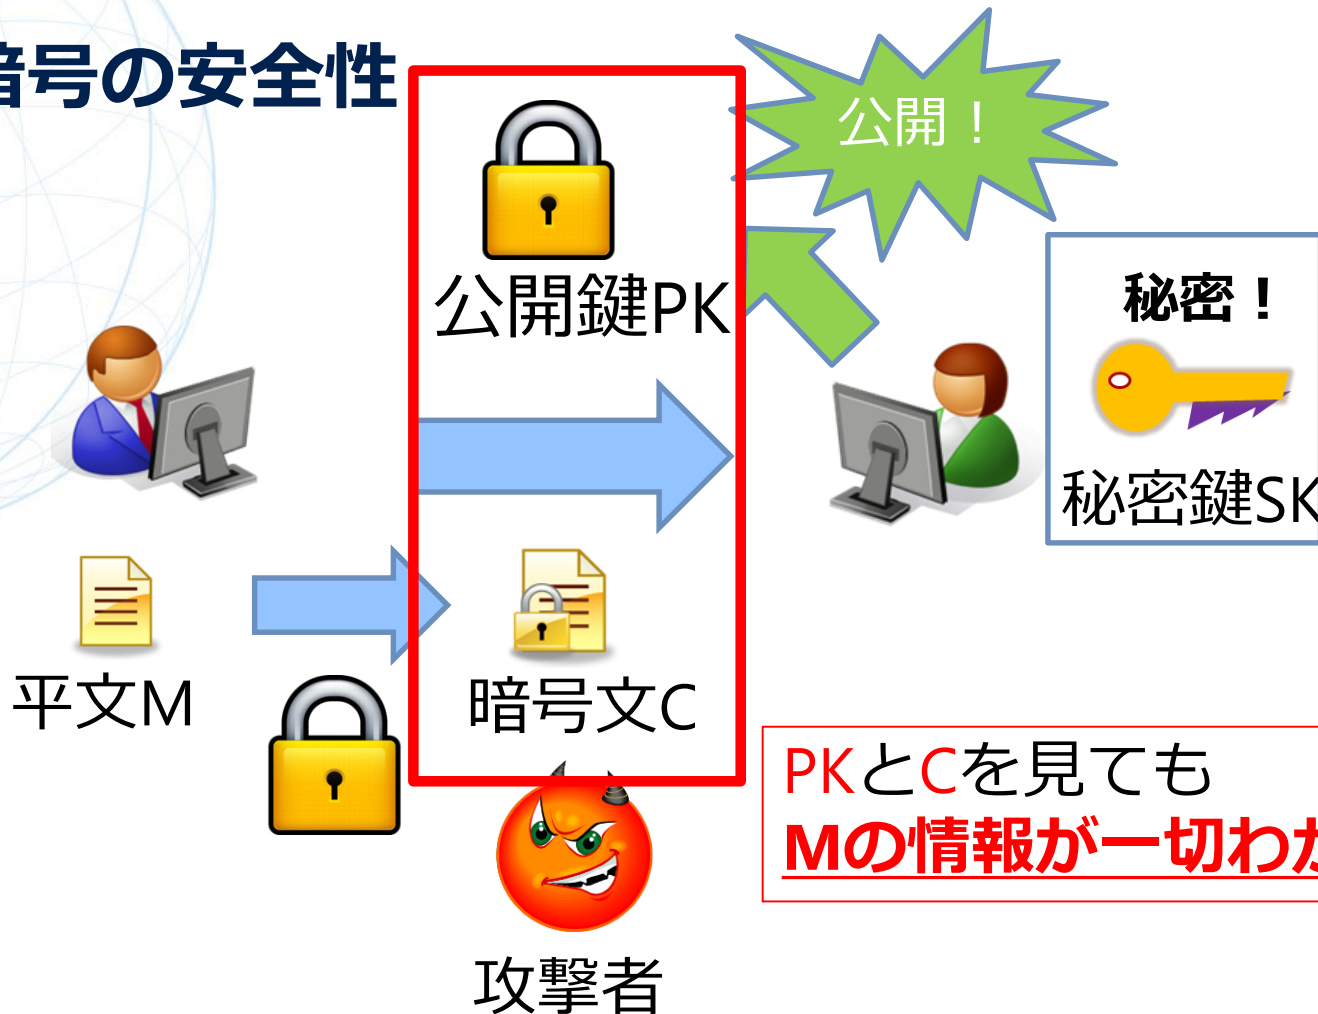 暗号の安全性
公開！
公開鍵PK
秘密！
秘密鍵SK
平文M
暗号文C
PKとCを見ても
Mの情報が一切わか
攻撃者